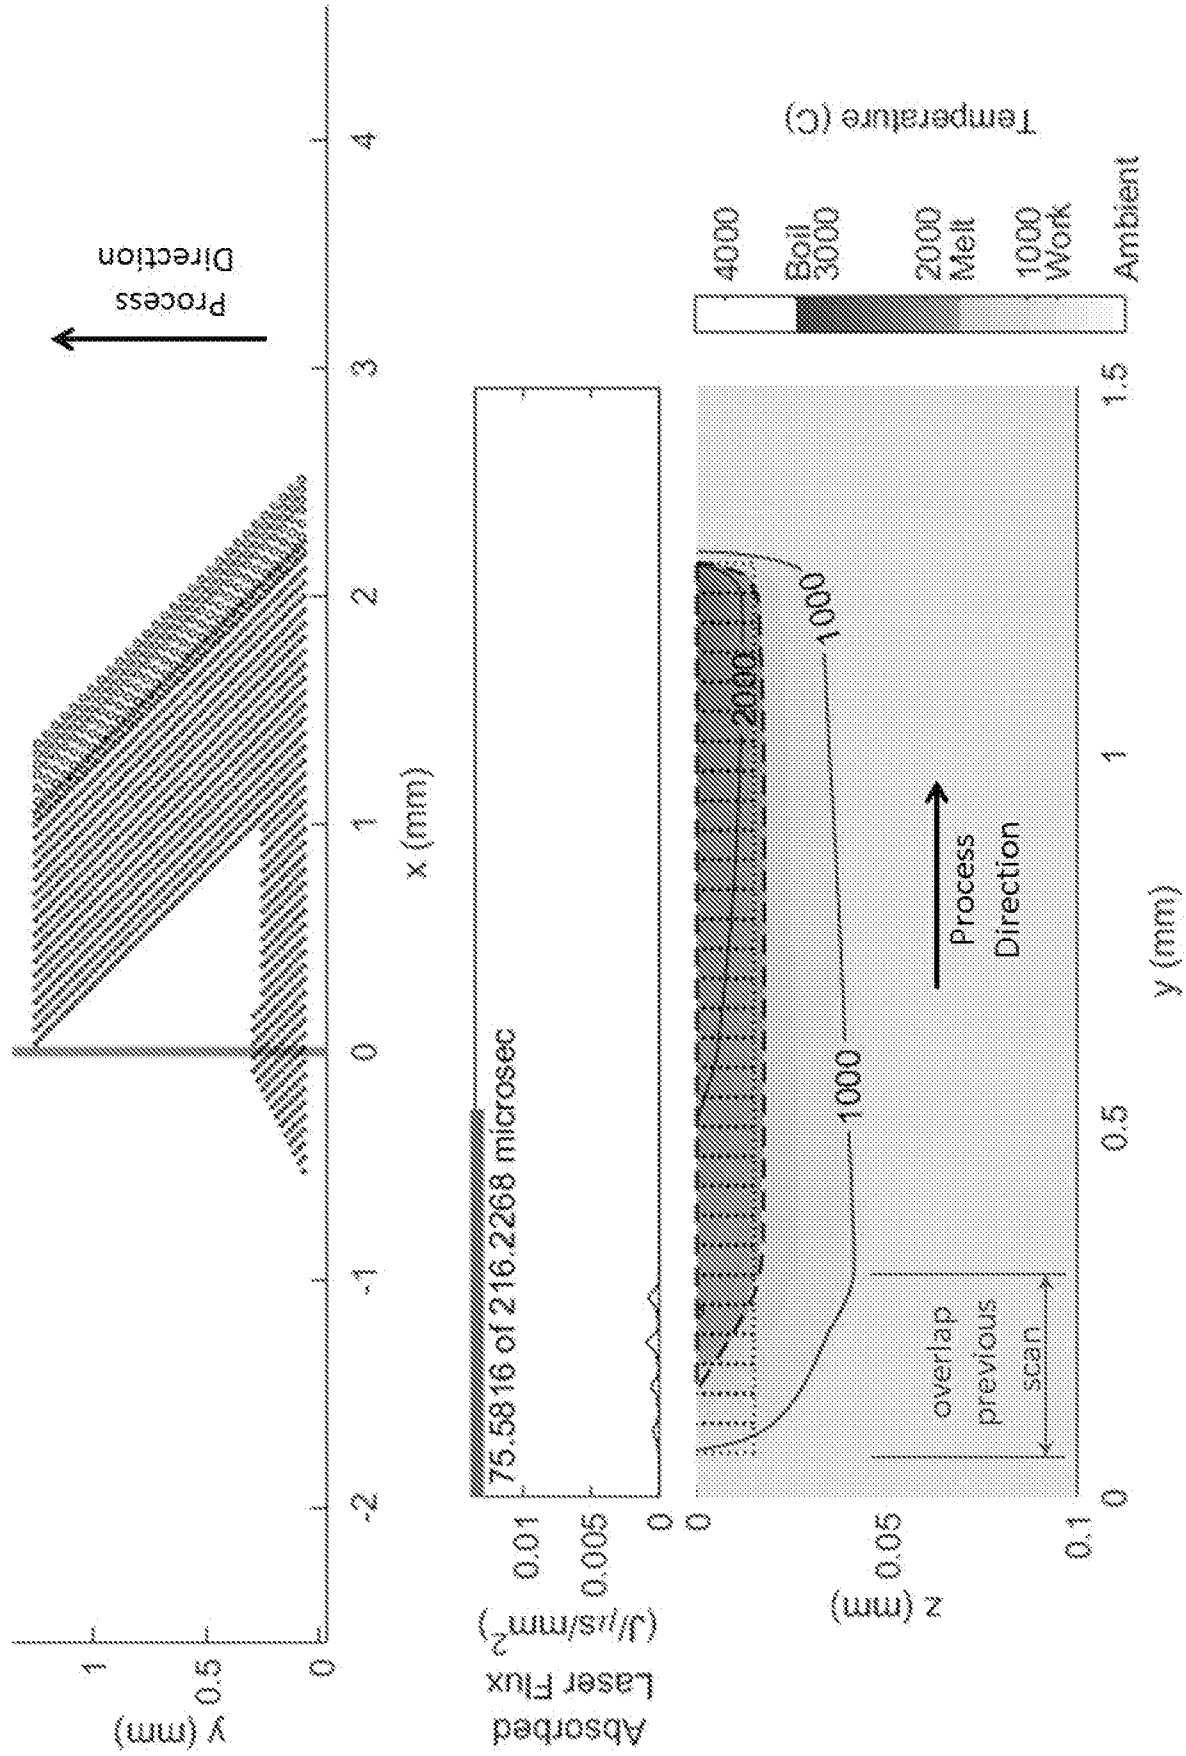 y (mm)
1
0.5
0
Process
Direction
-2
-1
0
1
2
3
4
x (mm)
Absorbed
Laser Flux
(J/μs/mm²)
0.01
0.005
0
75.5816 of 216.2268 microsec
z (mm)
0
0.05
0.1
2000
1000
1000
overlap
previous
scan
Process
Direction
0
0.5
1
1.5
y (mm)
4000
Boil
3000
2000
Melt
1000
Work
Ambient
Temperature (C)